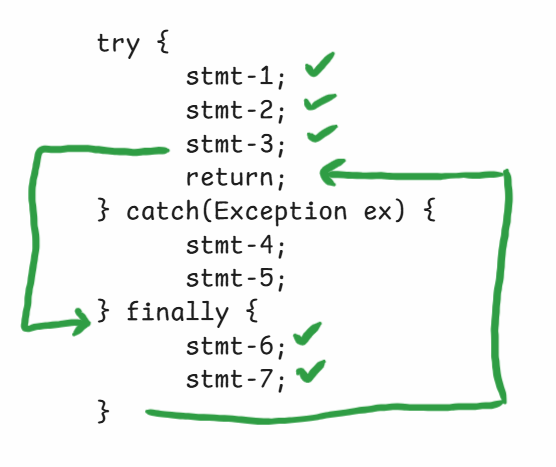 try {
stmt-1;
stmt-2;
stmt-3;
return;
} catch(Exception ex) {
stmt-4;
stmt-5;
} finally {
stmt-6;
stmt-7;
}